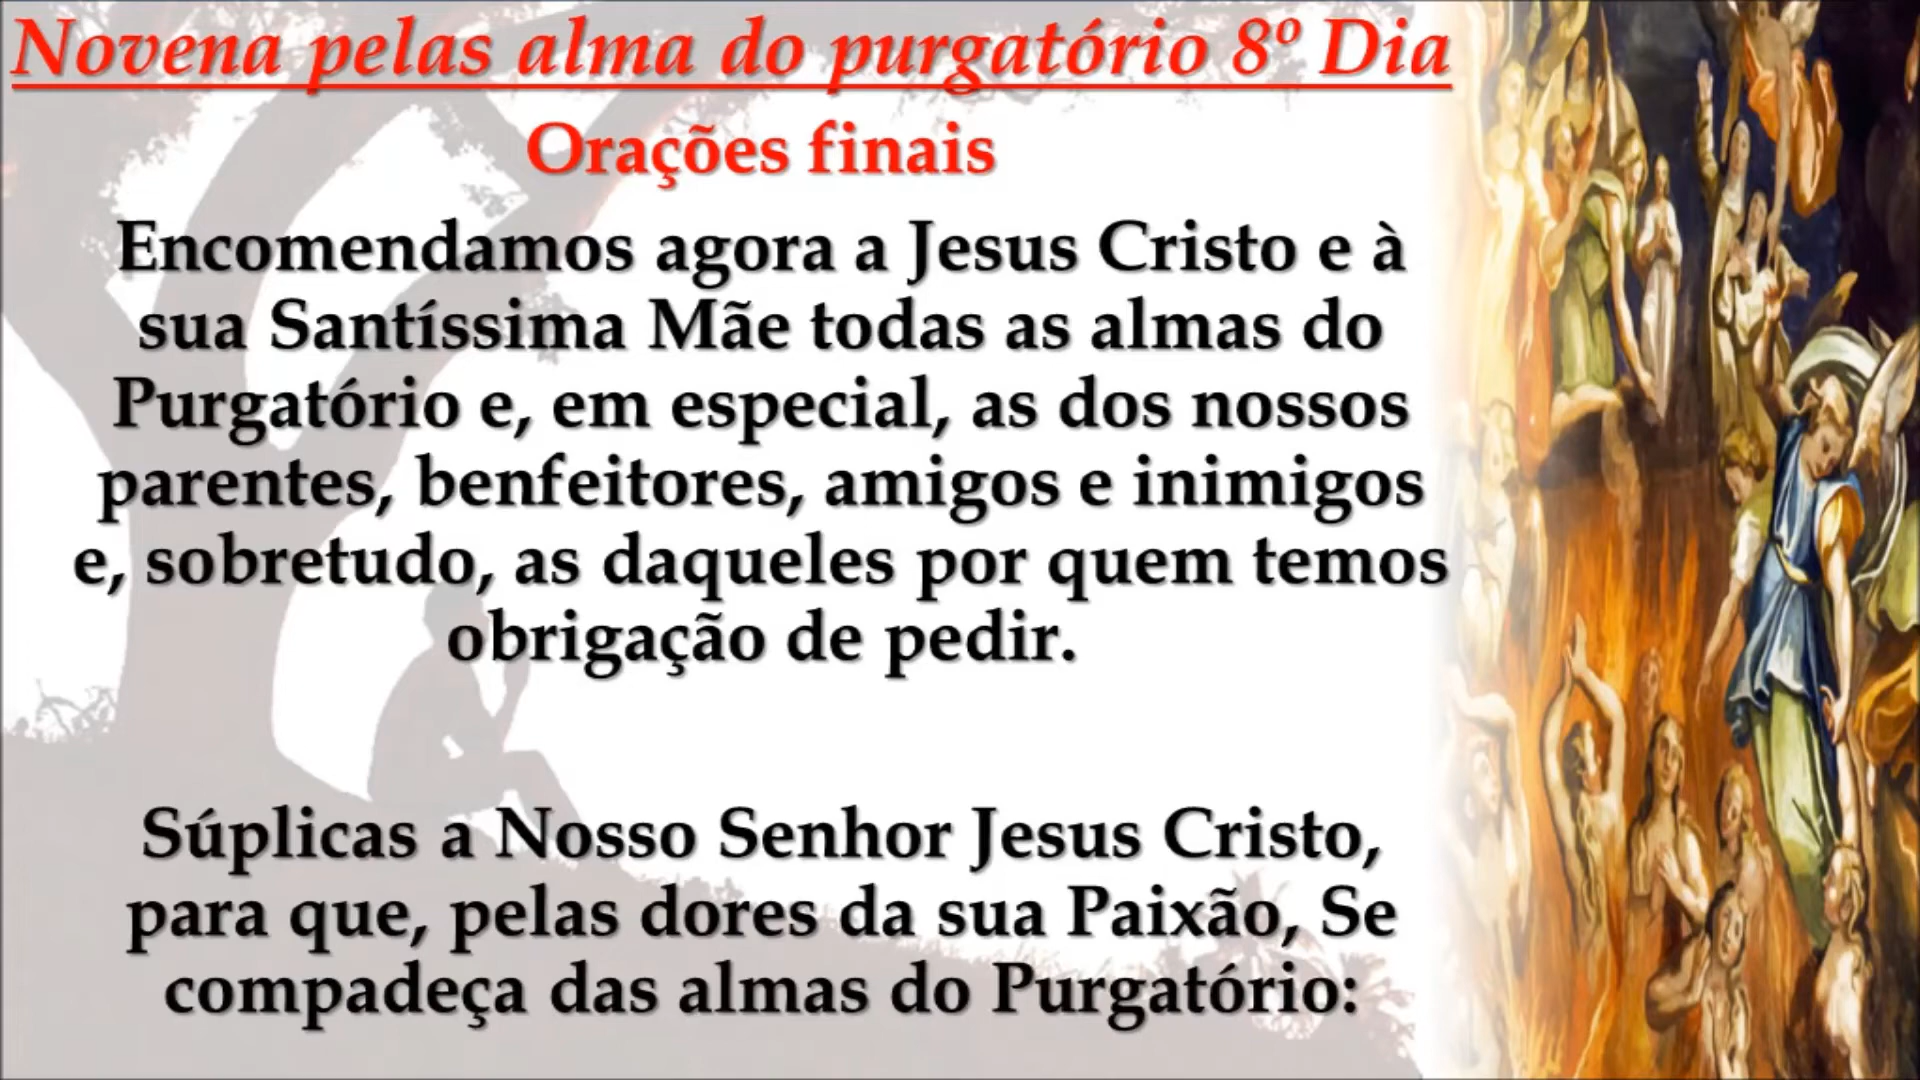 Novena pelas alma do purgatório 8º Dia
Orações finais
Encomendamos agora a Jesus Cristo e à
sua Santíssima Mãe todas as almas do
Purgatório e, em especial, as dos nossos
parentes, benfeitores, amigos e inimigos
e, sobretudo, as daqueles por quem temos
obrigação de pedir.
Súplicas a Nosso Senhor Jesus Cristo,
para que, pelas dores da sua Paixão, Se
compadeça das almas do Purgatório: